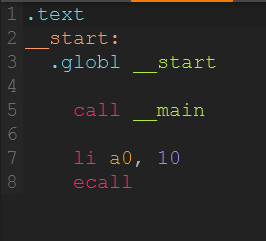 1 .text
2 __start:
3 .globl __start
4
5 call __main
6
7 li a0, 10
8 ecall